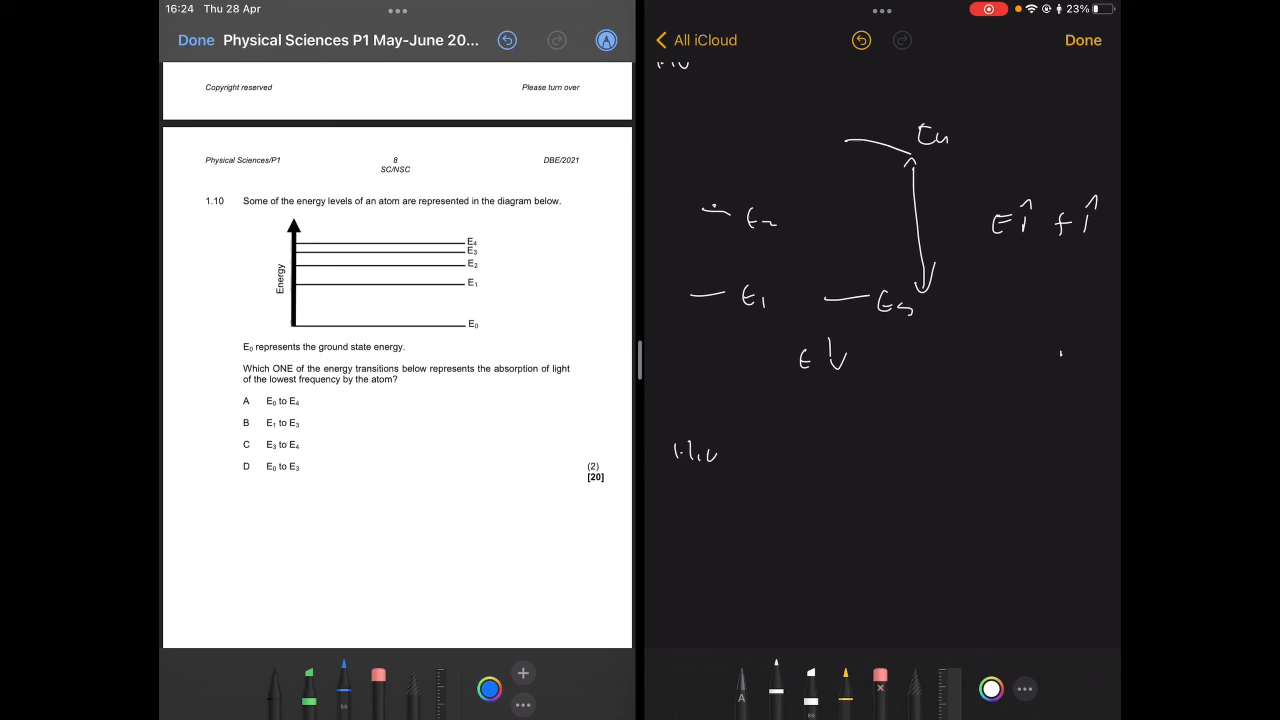 16:24 Thu 28 Apr
23%
Done Physical Sciences P1 May-June 20...
All iCloud
Done
Copyright reserved
Please turn over
Physical Sciences/P1
8
SC/NSC
DBE/2021
1.10 Some of the energy levels of an atom are represented in the diagram below.
E4
E3
E2
E1
E0
Energy
E0 represents the ground state energy.
Which ONE of the energy transitions below represents the absorption of light
of the lowest frequency by the atom?
A E0 to E4
B E1 to E3
C E3 to E4
D E0 to E3
(2)
[20]
E4
E2
E↑ f↑
E1
E3
E↓
1.10